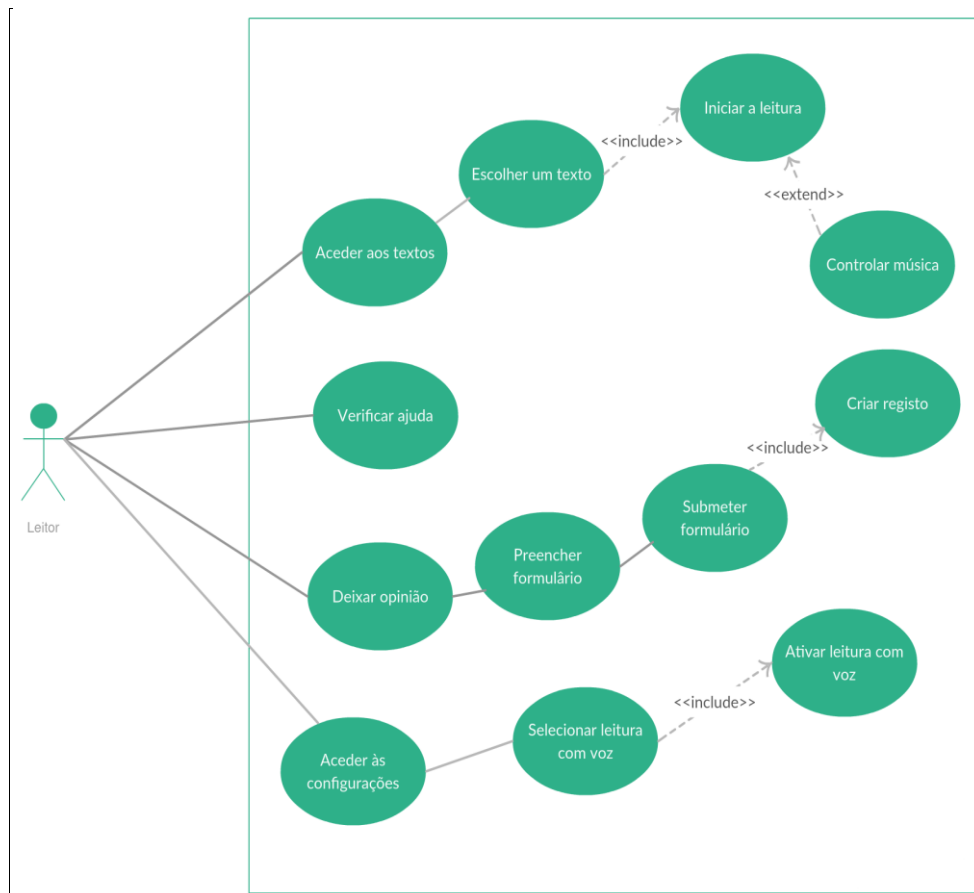 Iniciar a leitura
<<include>>
Escolher um texto
<<extend>>
Aceder aos textos
Controlar música
Verificar ajuda
Criar registo
<<include>>
Leitor
Submeter
formulário
Preencher
formulârio
Deixar opinião
Ativar leitura com
voz
<<include>>
Selecionar leitura
com voz
Aceder às
configurações